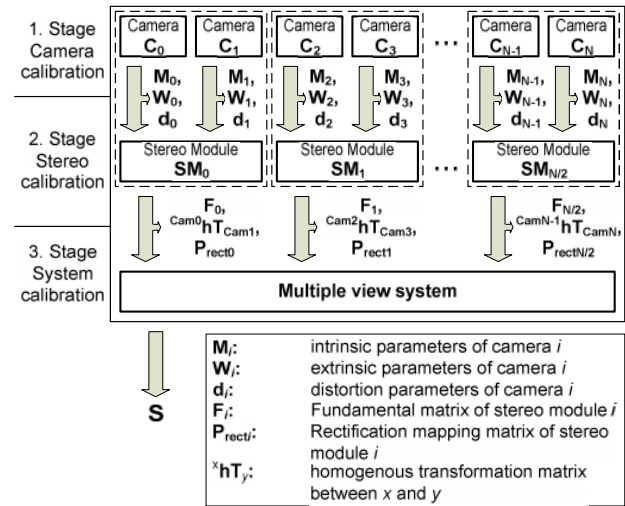 1. Stage
Camera
calibration
Camera
C0
Camera
C1
Camera
C2
Camera
C3
...
Camera
CN-1
Camera
CN
M0,
W0,
d0
M1,
W1,
d1
M2,
W2,
d2
M3,
W3,
d3
MN-1,
WN-1,
dN-1
MN,
WN,
dN
2. Stage
Stereo
calibration
Stereo Module
SM0
Stereo Module
SM1
...
Stereo Module
SMN/2
F0,
Cam0hTCam1,
Prect0
F1,
Cam2hTCam3,
Prect1
FN/2,
CamN-1hTCamN,
PrectN/2
3. Stage
System
calibration
Multiple view system
S
Mi: intrinsic parameters of camera i
Wi: extrinsic parameters of camera i
di: distortion parameters of camera i
Fi: Fundamental matrix of stereo module i
Precti: Rectification mapping matrix of stereo
module i
xhTy: homogenous transformation matrix
between x and y